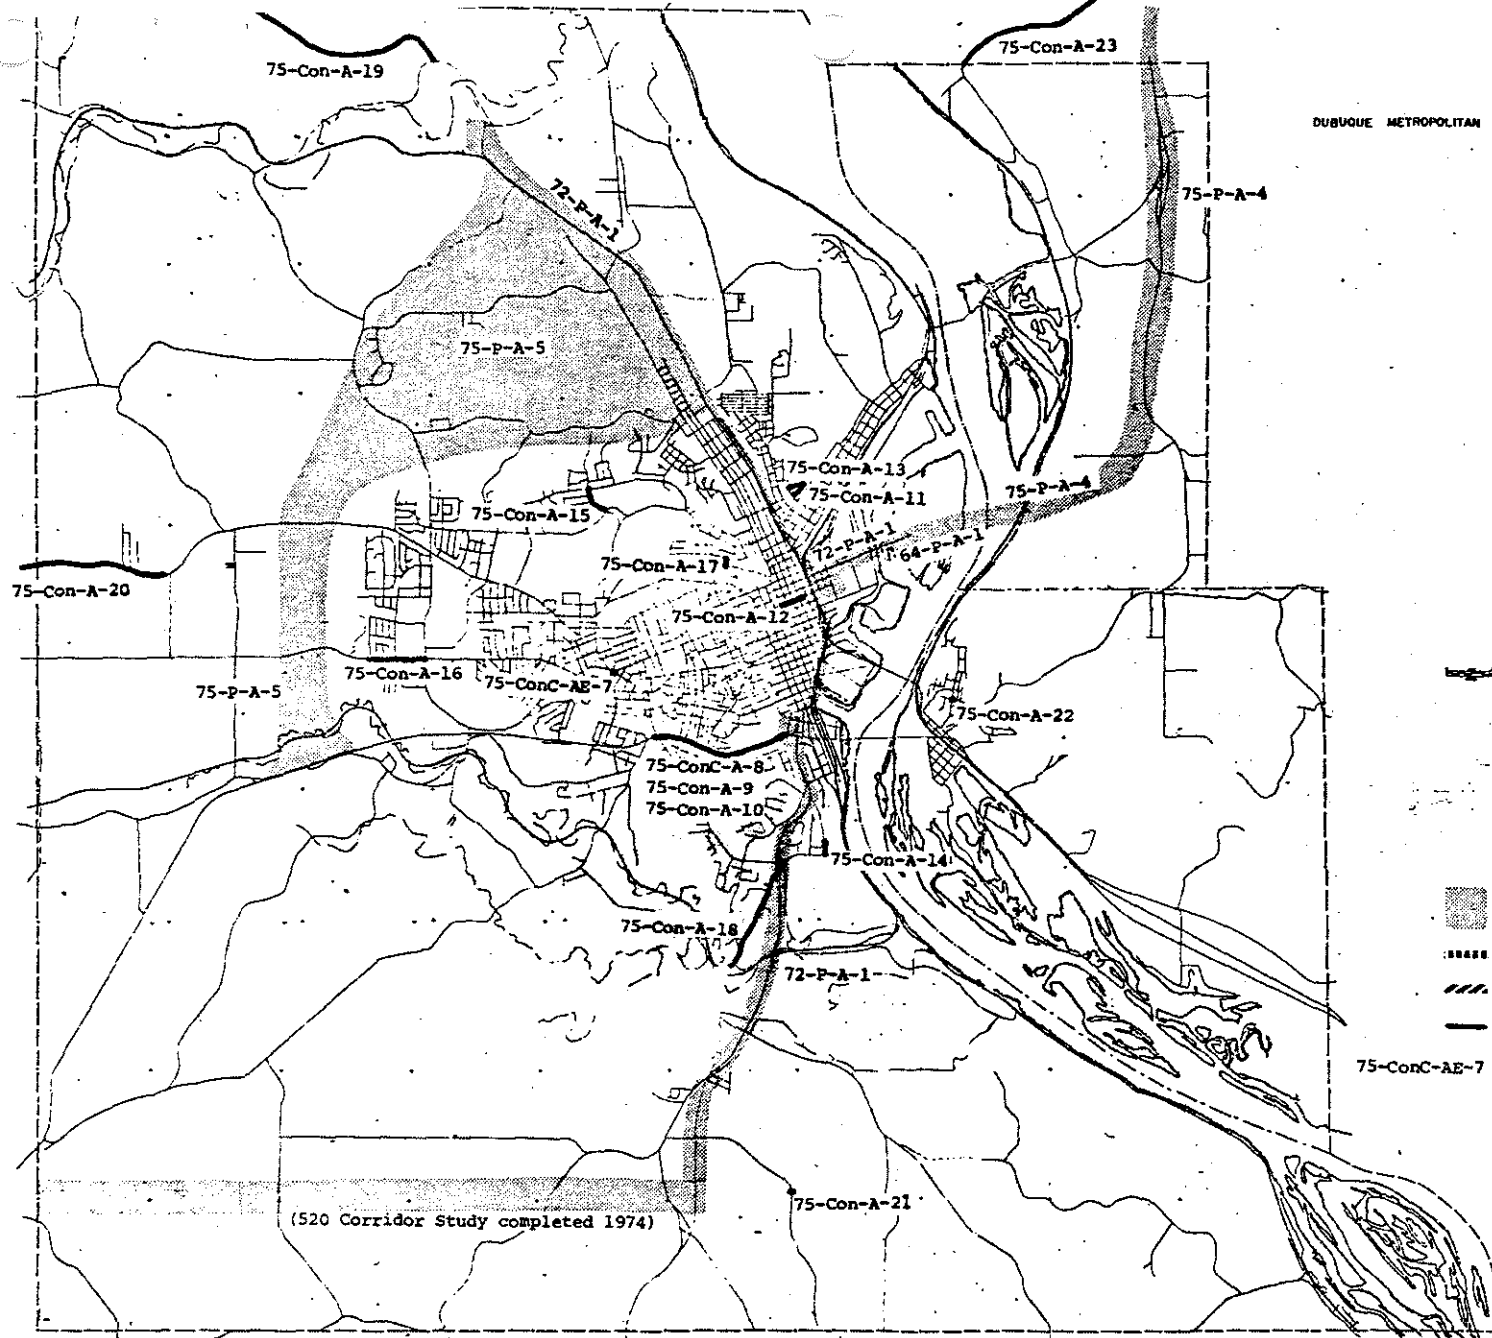 75-Con-A-19
75-Con-A-23
DUBUQUE METROPOLITAN
72-P-A-1
75-P-A-4
75-P-A-5
75-Con-A-13
75-Con-A-11
75-P-A-4
75-Con-A-15
72-P-A-1
64-P-A-1
75-Con-A-17
75-Con-A-20
75-Con-A-12
75-Con-A-16
75-ConC-AE-7
75-P-A-5
75-Con-A-22
75-ConC-A-8
75-Con-A-9
75-Con-A-10
75-Con-A-14
75-Con-A-18
72-P-A-1
75-ConC-AE-7
75-Con-A-21
(520 Corridor Study completed 1974)